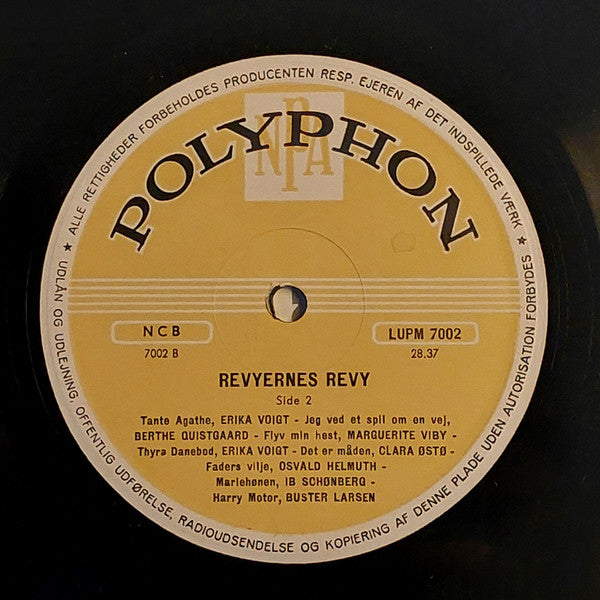 ★ ALLE RETTIGHEDER FORBEHOLDES PRODUCENTEN RESP. EJEREN AF DET INDSPILLEDE VÆRK ★
UDLÅN OG UDLEJNING, OFFENTLIG UDFØRELSE, RADIOUDSENDELSE OG KOPIERING AF DENNE PLADE UDEN AUTORISATION FORBYDES
NPA
POLYPHON
NCB
LUPM 7002
7002 B
28.37
REVYERNES REVY
Side 2
Tante Agathe, ERIKA VOIGT - Jeg ved et spil om en vej,
BERTHE QUISTGAARD - Flyv min hest, MARGUERITE VIBY -
Thyra Danebod, ERIKA VOIGT - Det er måden, CLARA ØSTØ -
Faders vilje, OSVALD HELMUTH -
Mariehønen, IB SCHØNBERG -
Harry Motor, BUSTER LARSEN